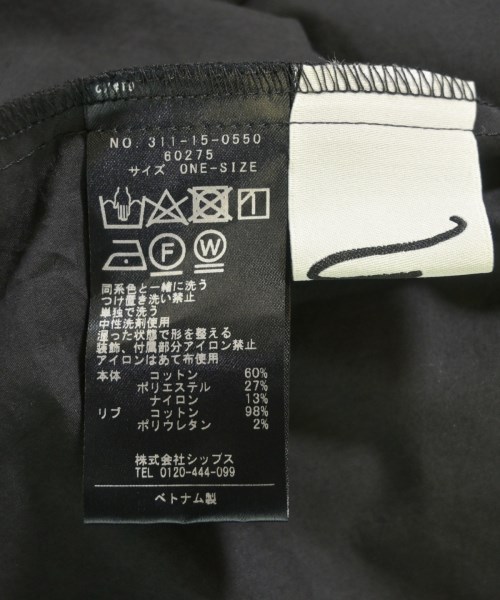 NO. 311-15-0550
60275
サイズ ONE-SIZE
F W
同系色と一緒に洗う
つけ置き洗い禁止
単独で洗う
中性洗剤使用
湿った状態で形を整える
装飾、付属部分アイロン禁止
アイロンはあて布使用
本体 コットン 60%
ポリエステル 27%
ナイロン 13%
リブ コットン 98%
ポリウレタン 2%
株式会社シップス
TEL 0120-444-099
ベトナム製